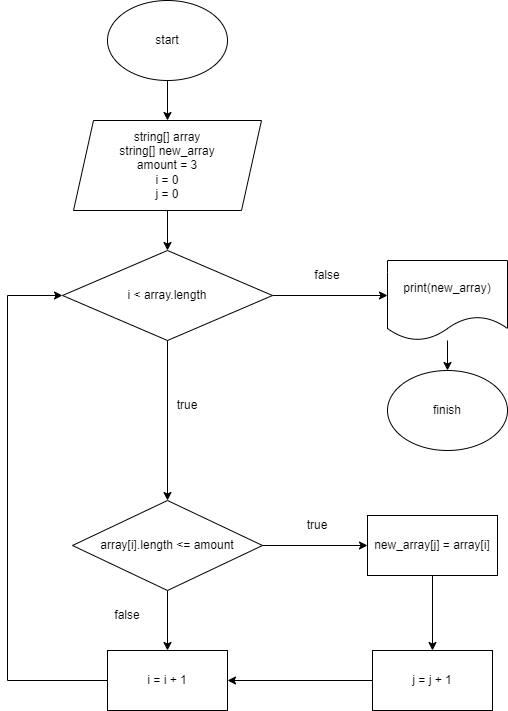 start
string[] array
string[] new_array
amount = 3
i = 0
j = 0
i < array.length
false
print(new_array)
true
finish
array[i].length <= amount
true
new_array[j] = array[i]
false
i = i + 1
j = j + 1